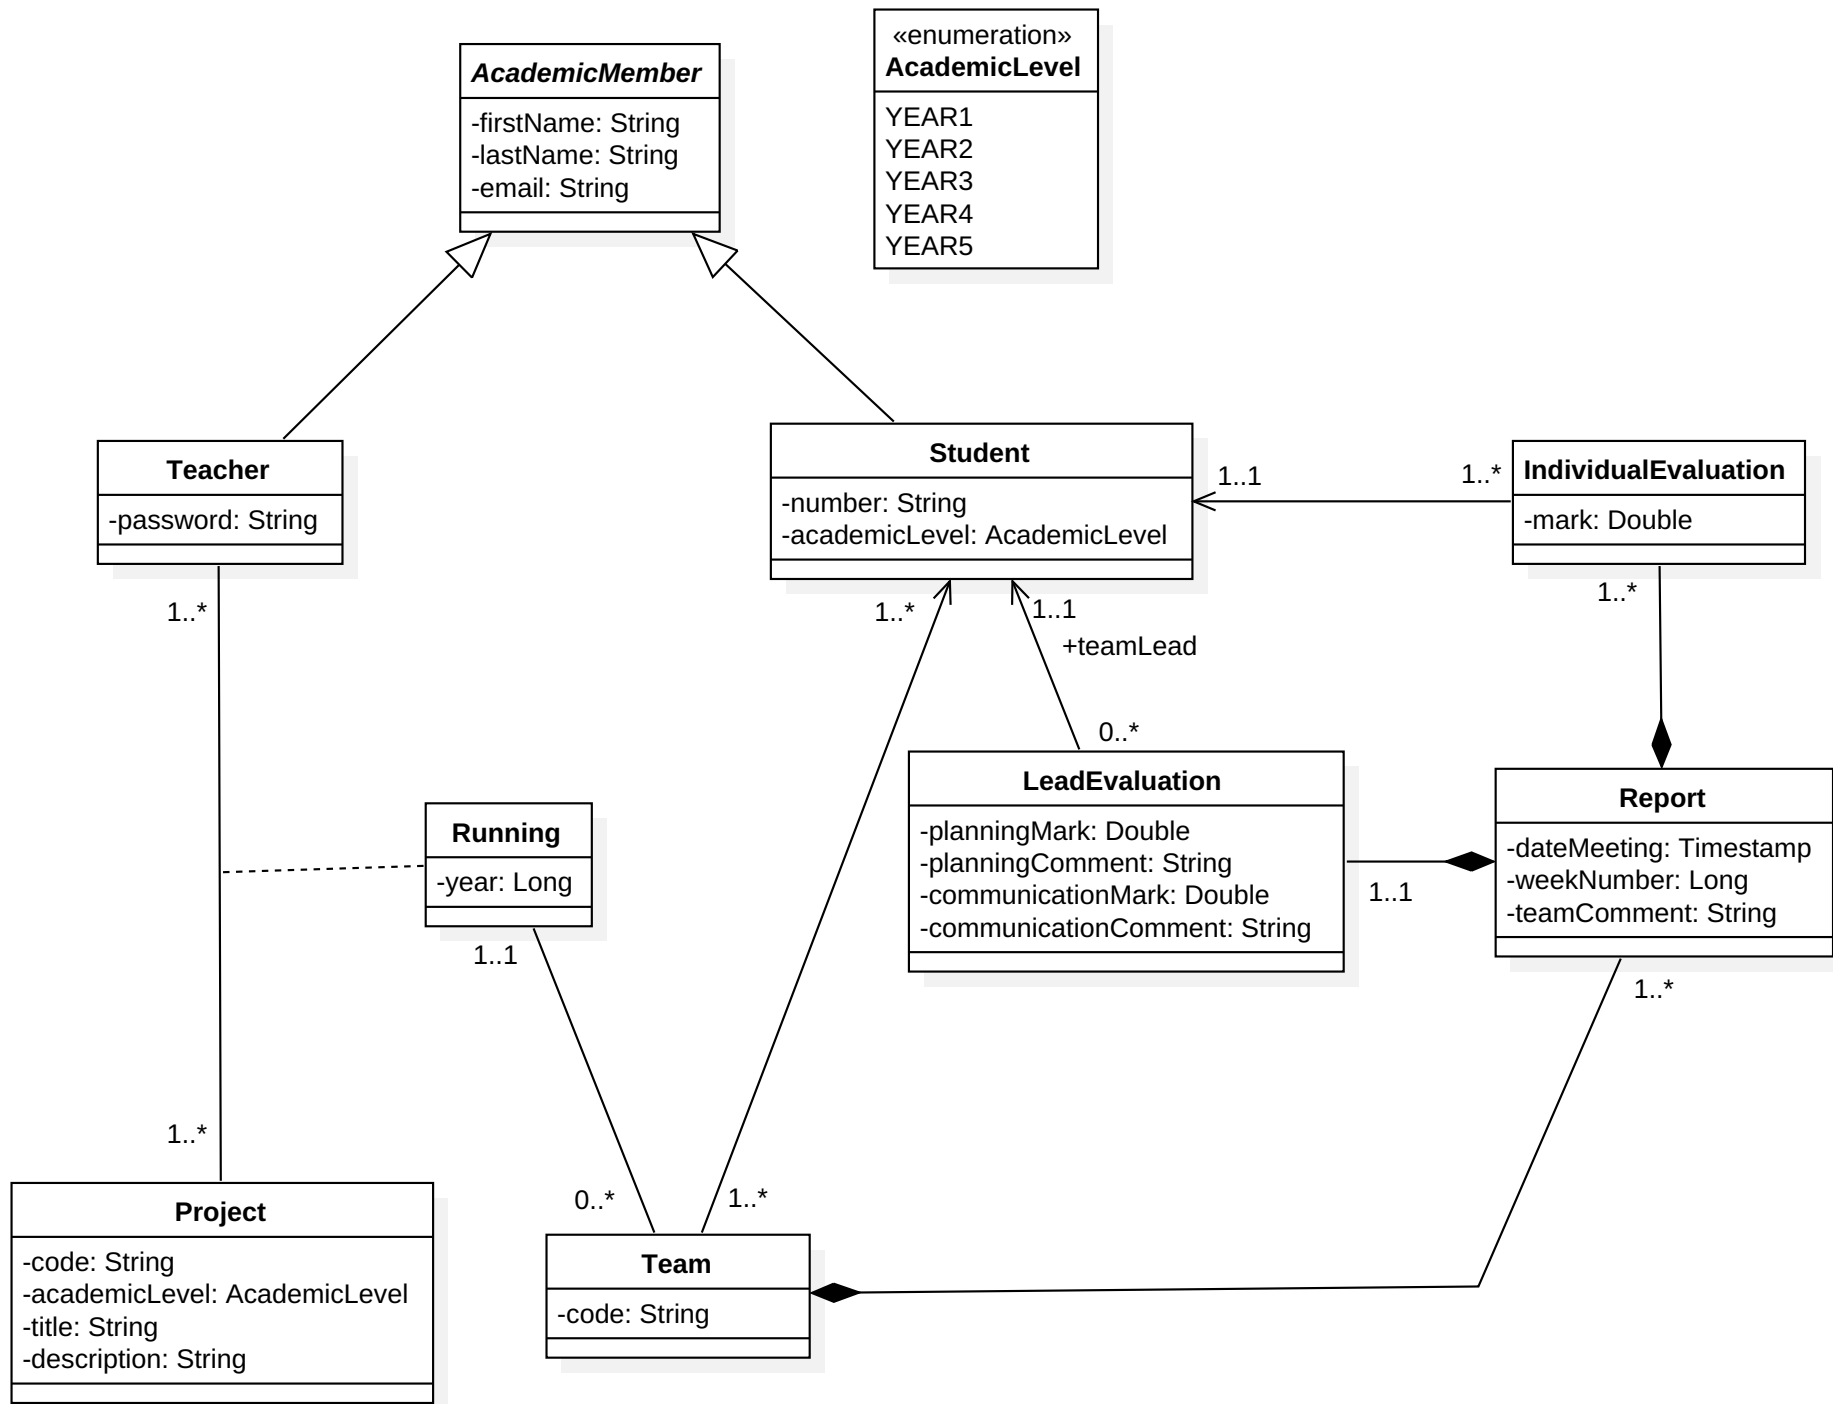 AcademicMember
-firstName: String
-lastName: String
-email: String
«enumeration»
AcademicLevel
YEAR1
YEAR2
YEAR3
YEAR4
YEAR5
Teacher
-password: String
1..*
Student
-number: String
-academicLevel: AcademicLevel
1..1
1..*
IndividualEvaluation
-mark: Double
1..*
1..*
1..1
+teamLead
0..*
LeadEvaluation
-planningMark: Double
-planningComment: String
-communicationMark: Double
-communicationComment: String
1..1
Report
-dateMeeting: Timestamp
-weekNumber: Long
-teamComment: String
1..*
Running
-year: Long
1..1
1..*
0..*
1..*
Project
-code: String
-academicLevel: AcademicLevel
-title: String
-description: String
Team
-code: String